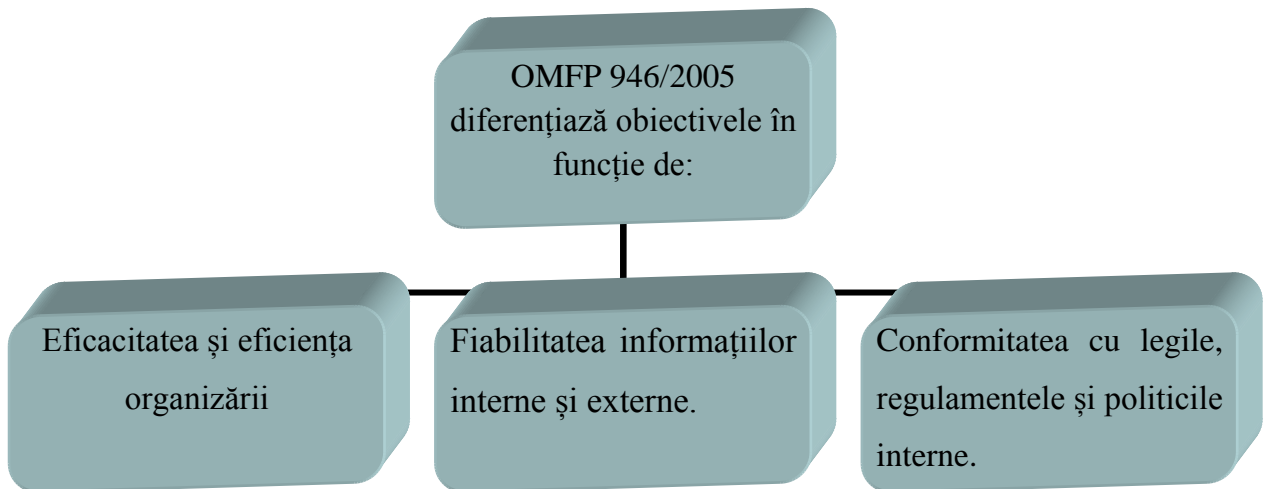 OMFP 946/2005
diferențiază obiectivele în
funcție de:
Eficacitatea și eficiența
organizării
Fiabilitatea informațiilor
interne și externe.
Conformitatea cu legile,
regulamentele și politicile
interne.